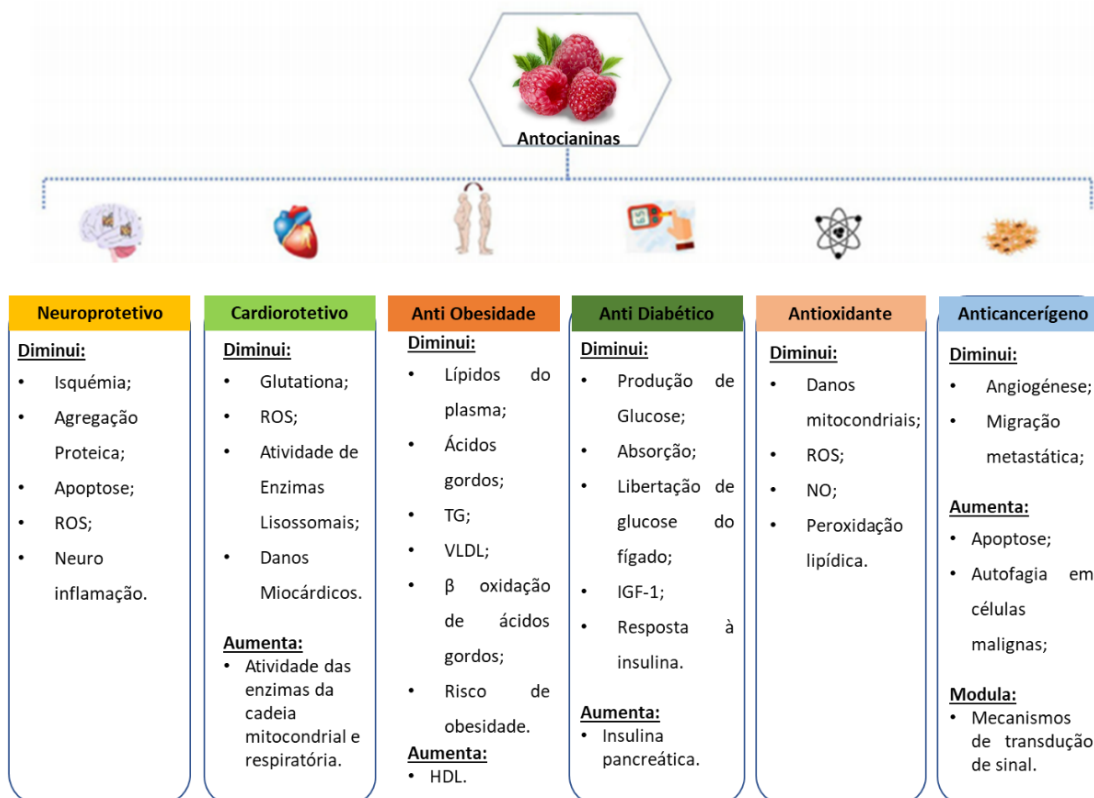 Antocianinas
Neuroprotetivo
Diminui:
• Isquémia;
• Agregação
Proteica;
• Apoptose;
• ROS;
• Neuro
inflamação.
Cardiorotetivo
Diminui:
• Glutationa;
• ROS;
• Atividade de
Enzimas
Lisossomais;
• Danos
Miocárdicos.
Aumenta:
• Atividade das
enzimas da
cadeia
mitocondrial e
respiratória.
Anti Obesidade
Diminui:
• Lípidos do
plasma;
• Ácidos
gordos;
• TG;
• VLDL;
• β oxidação
de ácidos
gordos;
• Risco de
obesidade.
Aumenta:
• HDL.
Anti Diabético
Diminui:
• Produção de
Glucose;
• Absorção;
• Libertação de
glucose do
fígado;
• IGF-1;
• Resposta à
insulina.
Aumenta:
• Insulina
pancreática.
Antioxidante
Diminui:
• Danos
mitocondriais;
• ROS;
• NO;
• Peroxidação
lipídica.
Anticancerígeno
Diminui:
• Angiogénese;
• Migração
metastática;
Aumenta:
• Apoptose;
• Autofagia em
células
malignas;
Modula:
• Mecanismos
de transdução
de sinal.